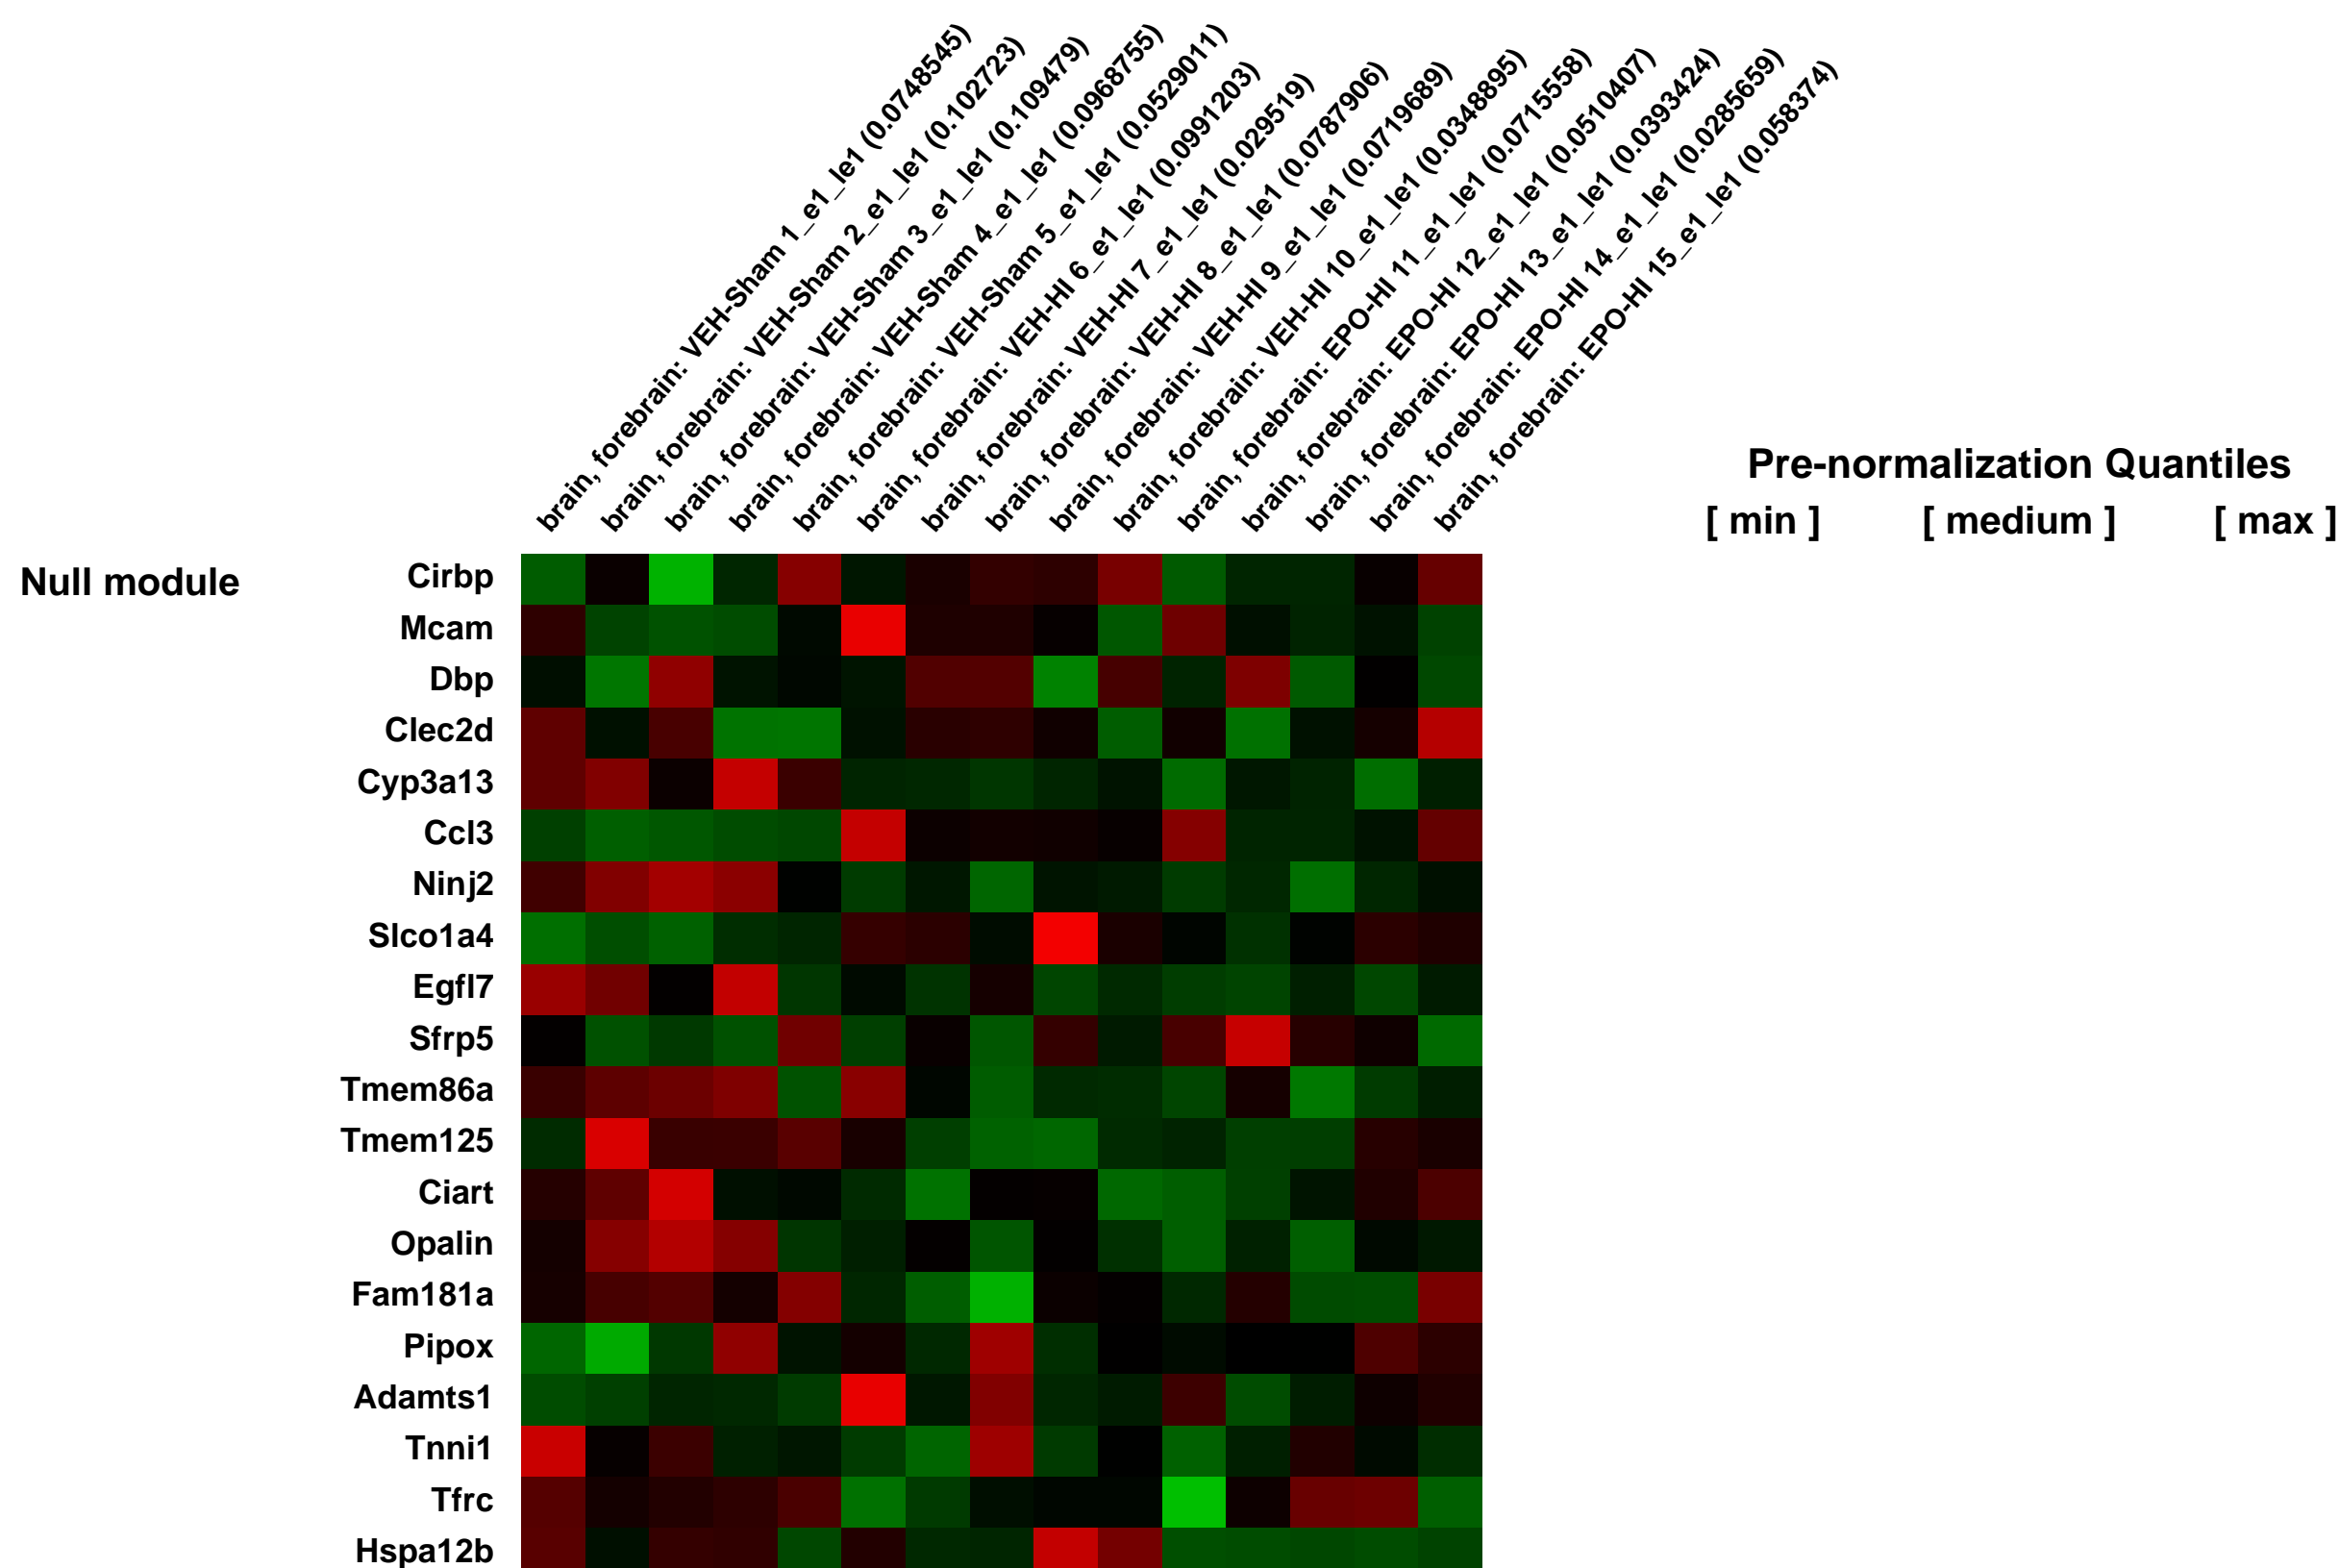 brain, forebrain: VEH-Sham 1_e1_le1 (0.0748545)
brain, forebrain: VEH-Sham 2_e1_le1 (0.102723)
brain, forebrain: VEH-Sham 3_e1_le1 (0.109479)
brain, forebrain: VEH-Sham 4_e1_le1 (0.0968755)
brain, forebrain: VEH-Sham 5_e1_le1 (0.0529011)
brain, forebrain: VEH-HI 6_e1_le1 (0.0991203)
brain, forebrain: VEH-HI 7_e1_le1 (0.029519)
brain, forebrain: VEH-HI 8_e1_le1 (0.0787906)
brain, forebrain: VEH-HI 9_e1_le1 (0.0719689)
brain, forebrain: VEH-HI 10_e1_le1 (0.0348895)
brain, forebrain: EPO-HI 11_e1_le1 (0.0715558)
brain, forebrain: EPO-HI 12_e1_le1 (0.0510407)
brain, forebrain: EPO-HI 13_e1_le1 (0.0393424)
brain, forebrain: EPO-HI 14_e1_le1 (0.0285659)
brain, forebrain: EPO-HI 15_e1_le1 (0.058374)
Pre-normalization Quantiles
[ min ] [ medium ] [ max ]
Null module
Cirbp
Mcam
Dbp
Clec2d
Cyp3a13
Ccl3
Ninj2
Slco1a4
Egfl7
Sfrp5
Tmem86a
Tmem125
Ciart
Opalin
Fam181a
Pipox
Adamts1
Tnni1
Tfrc
Hspa12b